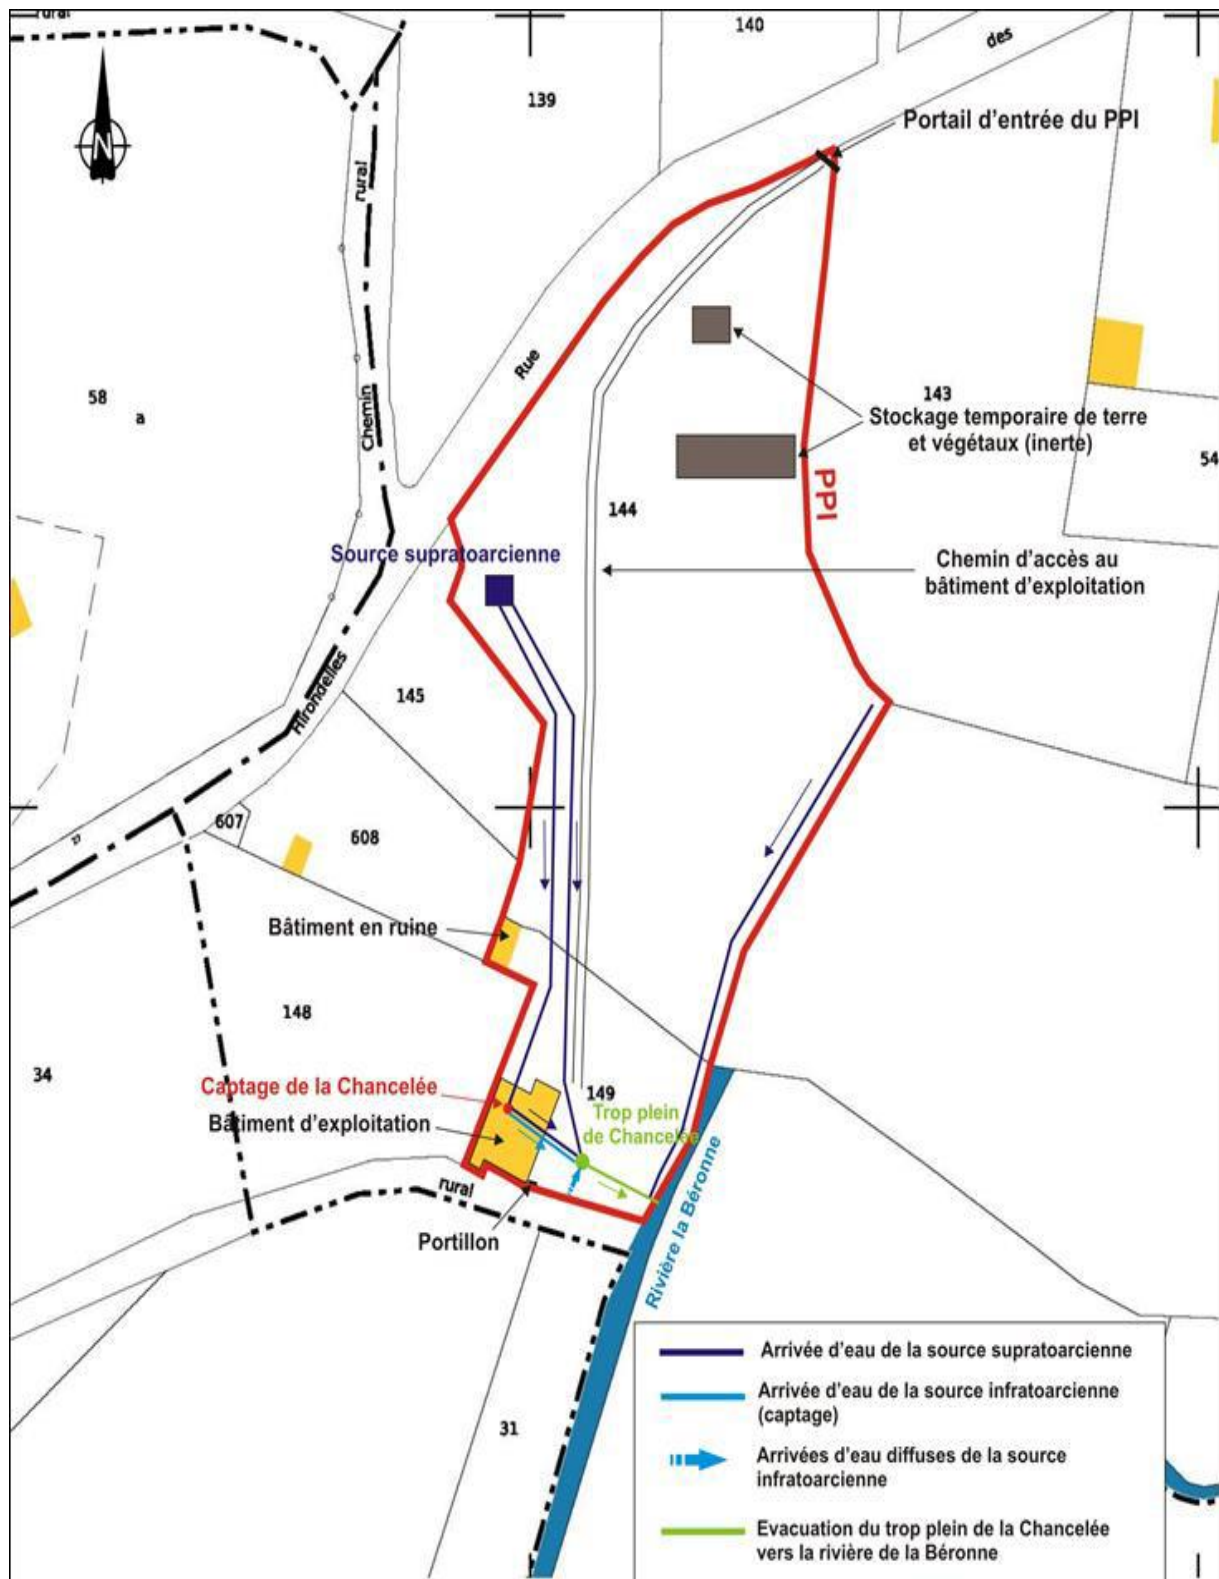 rural
140
des
139
Portail d'entrée du PPI
N
rural
Rue
58
a
Chemin
143
Stockage temporaire de terre
et végétaux (inerte)
54
PPI
144
Source supratoarcienne
Chemin d'accès au
bâtiment d'exploitation
Hirondelles
145
607
608
27
Bâtiment en ruine
148
34
Captage de la Chancelée
149
Bâtiment d'exploitation
Trop plein
de Chancelée
rural
Portillon
Rivière la Béronne
31
Arrivée d'eau de la source supratoarcienne
Arrivée d'eau de la source infratoarcienne
(captage)
Arrivées d'eau diffuses de la source
infratoarcienne
Evacuation du trop plein de la Chancelée
vers la rivière de la Béronne